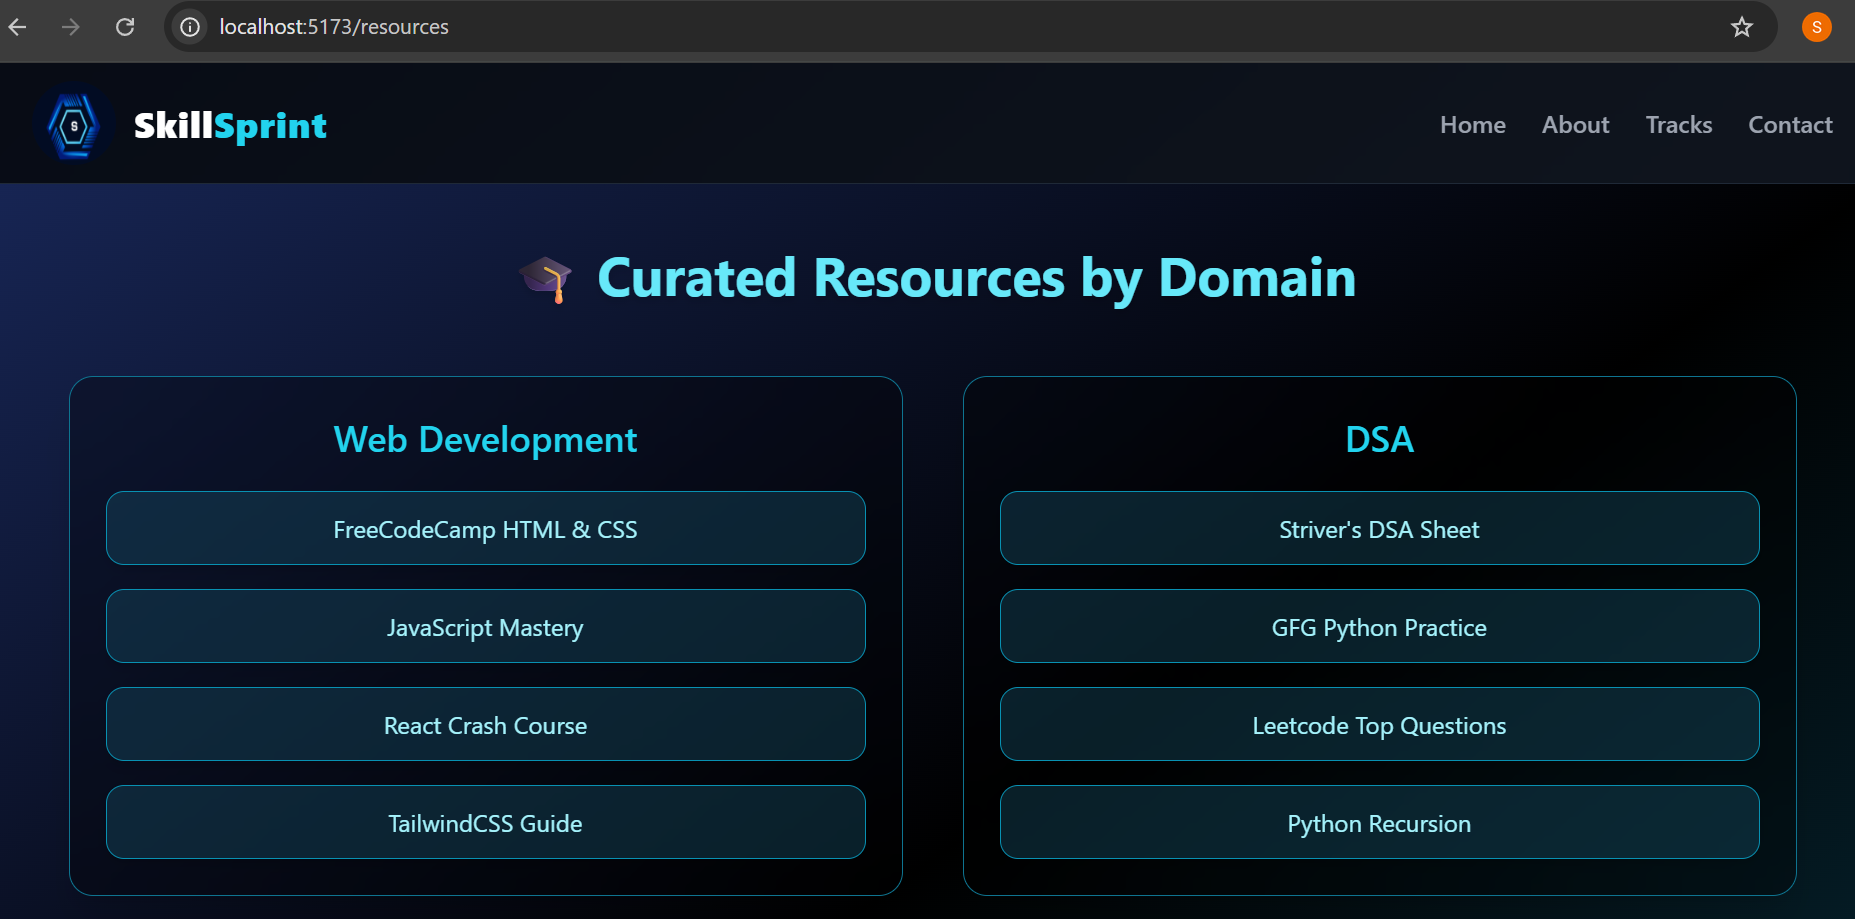 localhost:5173/resources
S
S
SkillSprint
Home About Tracks Contact
🎓 Curated Resources by Domain
Web Development
FreeCodeCamp HTML & CSS
JavaScript Mastery
React Crash Course
TailwindCSS Guide
DSA
Striver's DSA Sheet
GFG Python Practice
Leetcode Top Questions
Python Recursion